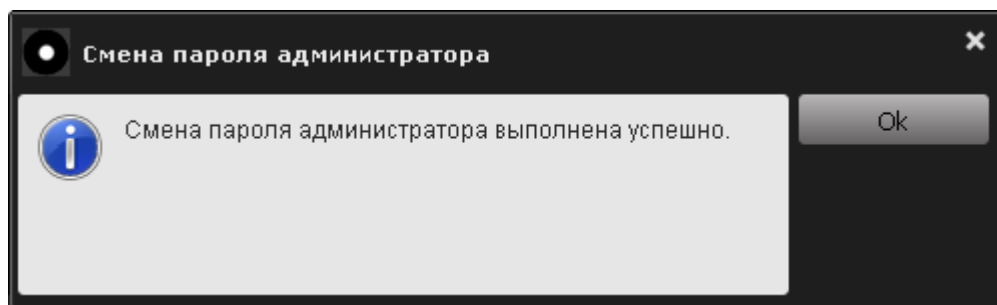 Смена пароля администратора
Смена пароля администратора выполнена успешно.
Ok